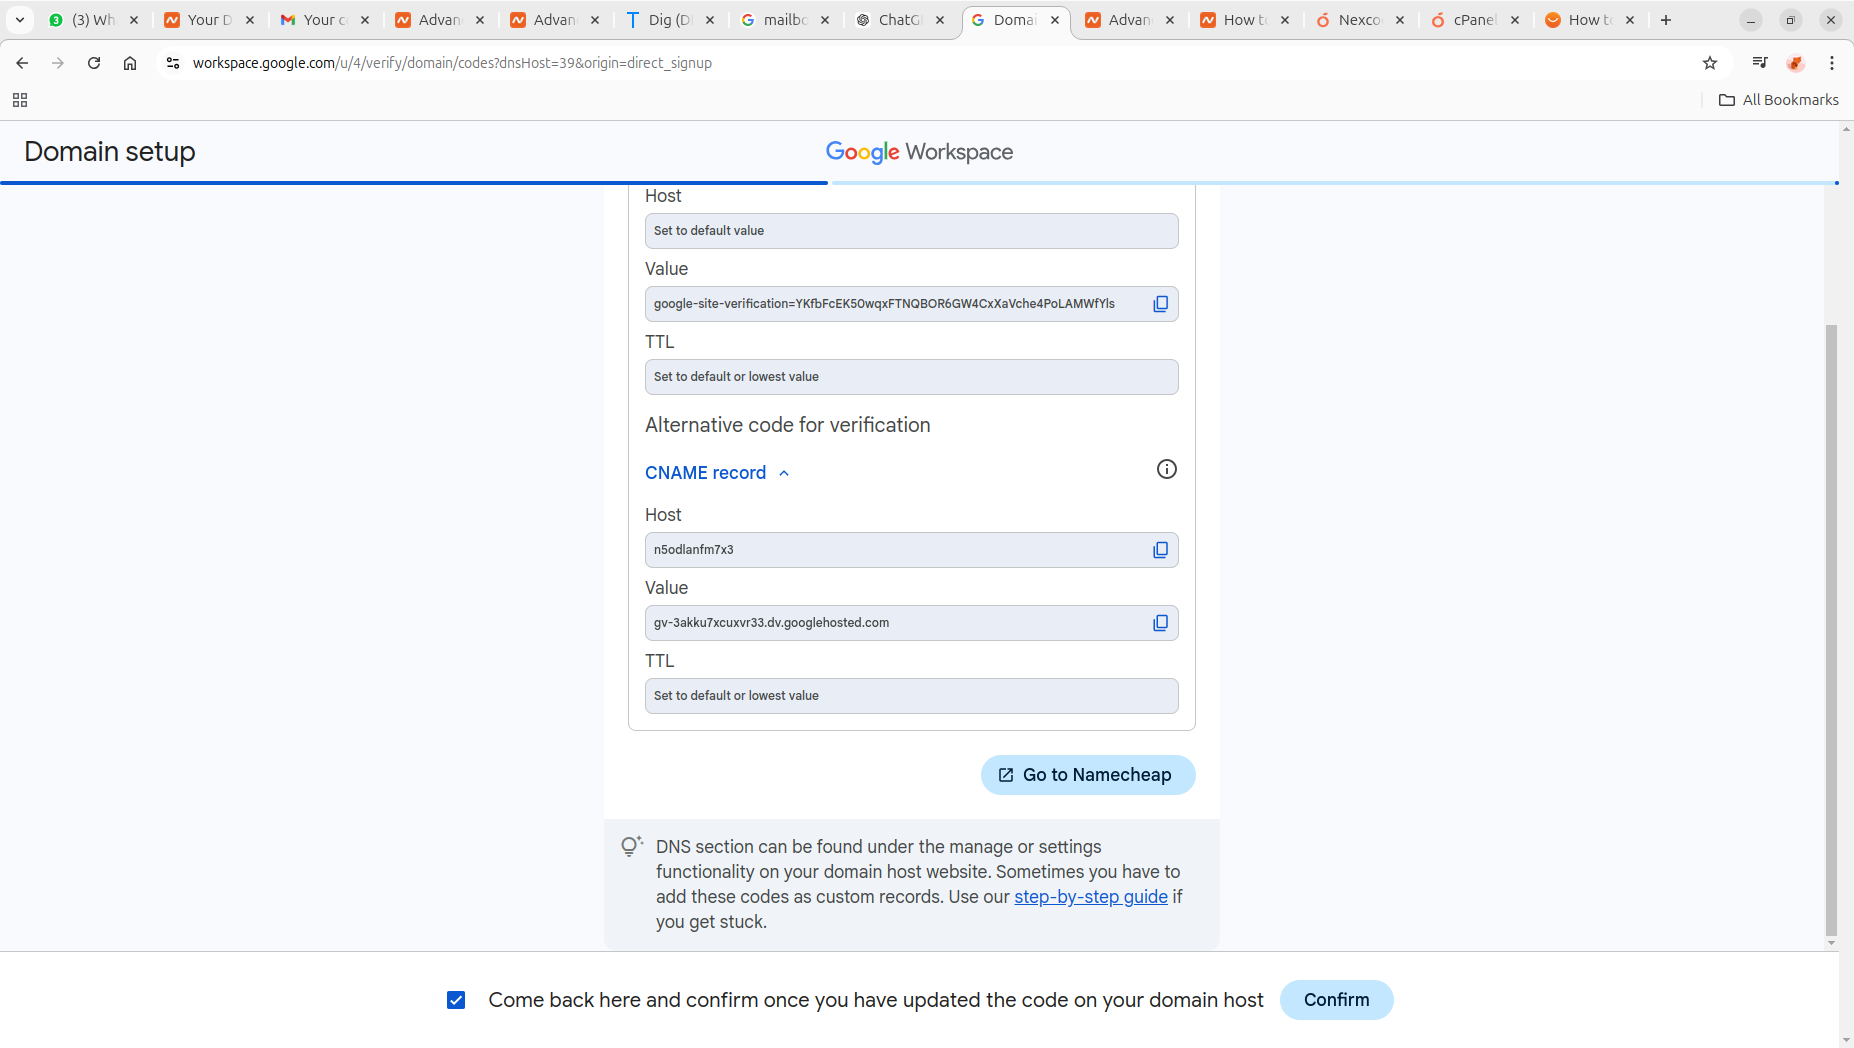 (3) Wh
Your D
Your c
Advan
Advan
Dig (D
mailbo
ChatG
Domai
Advan
How to
Nexco
cPanel
How to
workspace.google.com/u/4/verify/domain/codes?dnsHost=39&origin=direct_signup
All Bookmarks
Domain setup
Google Workspace
Host
Set to default value
Value
google-site-verification=YKfbFcEK50wqxFTNQBOR6GW4CxXaVche4PoLAMWfYls
TTL
Set to default or lowest value
Alternative code for verification
CNAME record
Host
n5odlanfm7x3
Value
gv-3akku7xcuxvr33.dv.googlehosted.com
TTL
Set to default or lowest value
Go to Namecheap
DNS section can be found under the manage or settings
functionality on your domain host website. Sometimes you have to
add these codes as custom records. Use our step-by-step guide if
you get stuck.
Come back here and confirm once you have updated the code on your domain host
Confirm